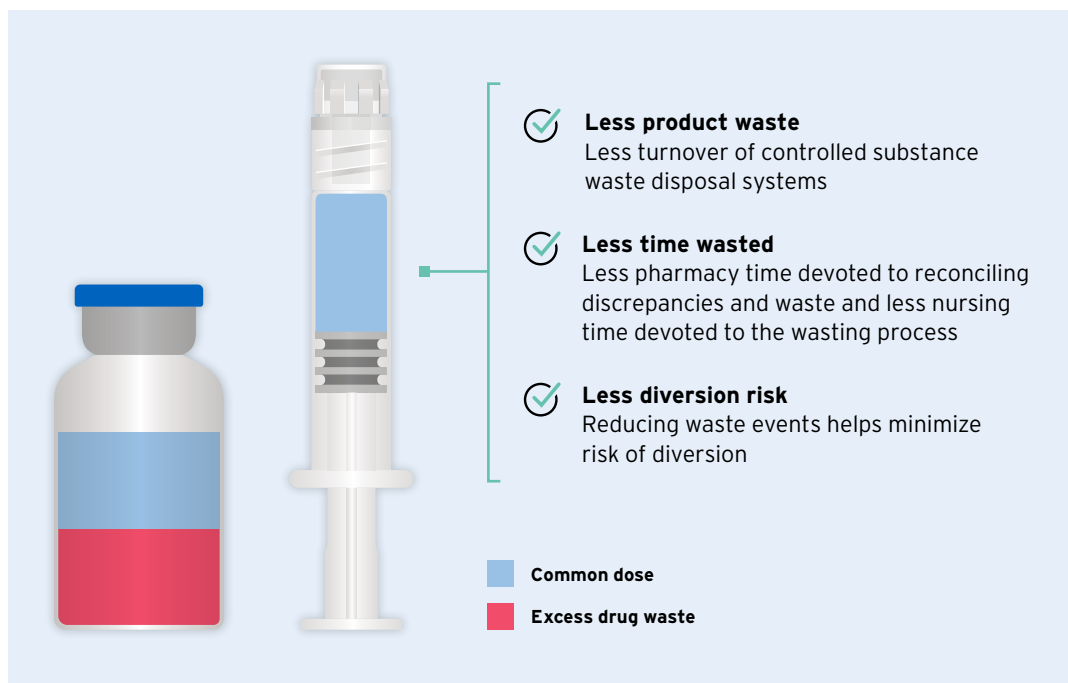 Less product waste
Less turnover of controlled substance
waste disposal systems
Less time wasted
Less pharmacy time devoted to reconciling
discrepancies and waste and less nursing
time devoted to the wasting process
Less diversion risk
Reducing waste events helps minimize
risk of diversion
Common dose
Excess drug waste